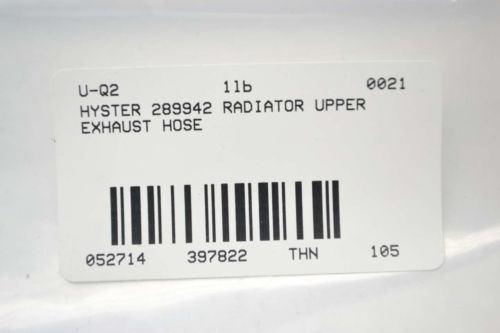 U-Q2 1lb 0021
HYSTER 289942 RADIATOR UPPER
EXHAUST HOSE
052714 397822 THN 105